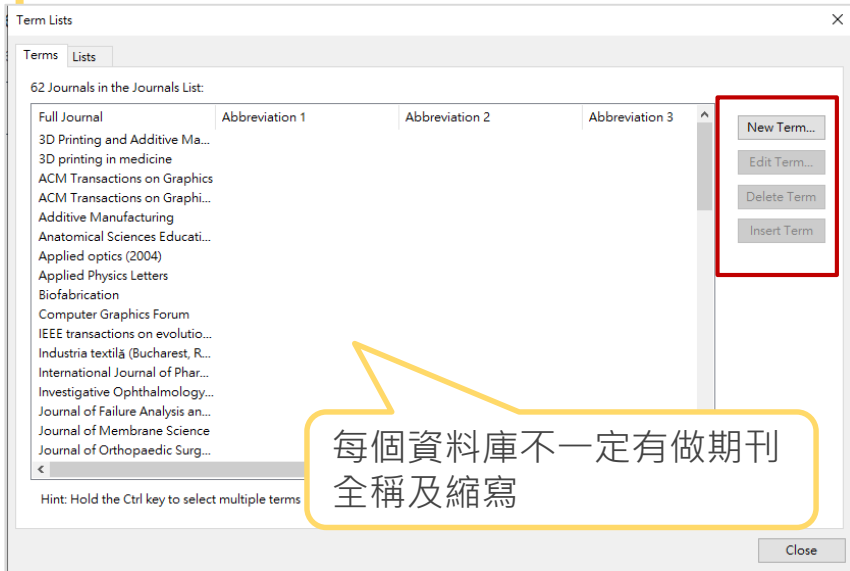 Term Lists
Terms
Lists
62 Journals in the Journals List:
Full Journal Abbreviation 1 Abbreviation 2 Abbreviation 3
3D Printing and Additive Ma...
3D printing in medicine
ACM Transactions on Graphics
ACM Transactions on Graphi...
Additive Manufacturing
Anatomical Sciences Educati...
Applied optics (2004)
Applied Physics Letters
Biofabrication
Computer Graphics Forum
IEEE transactions on evolutio...
Industria textilă (Bucharest, R...
International Journal of Phar...
Investigative Ophthalmology...
Journal of Failure Analysis an...
Journal of Membrane Science
Journal of Orthopaedic Surg...
New Term...
Edit Term...
Delete Term
Insert Term
每個資料庫不一定有做期刊
全稱及縮寫
Hint: Hold the Ctrl key to select multiple terms
Close